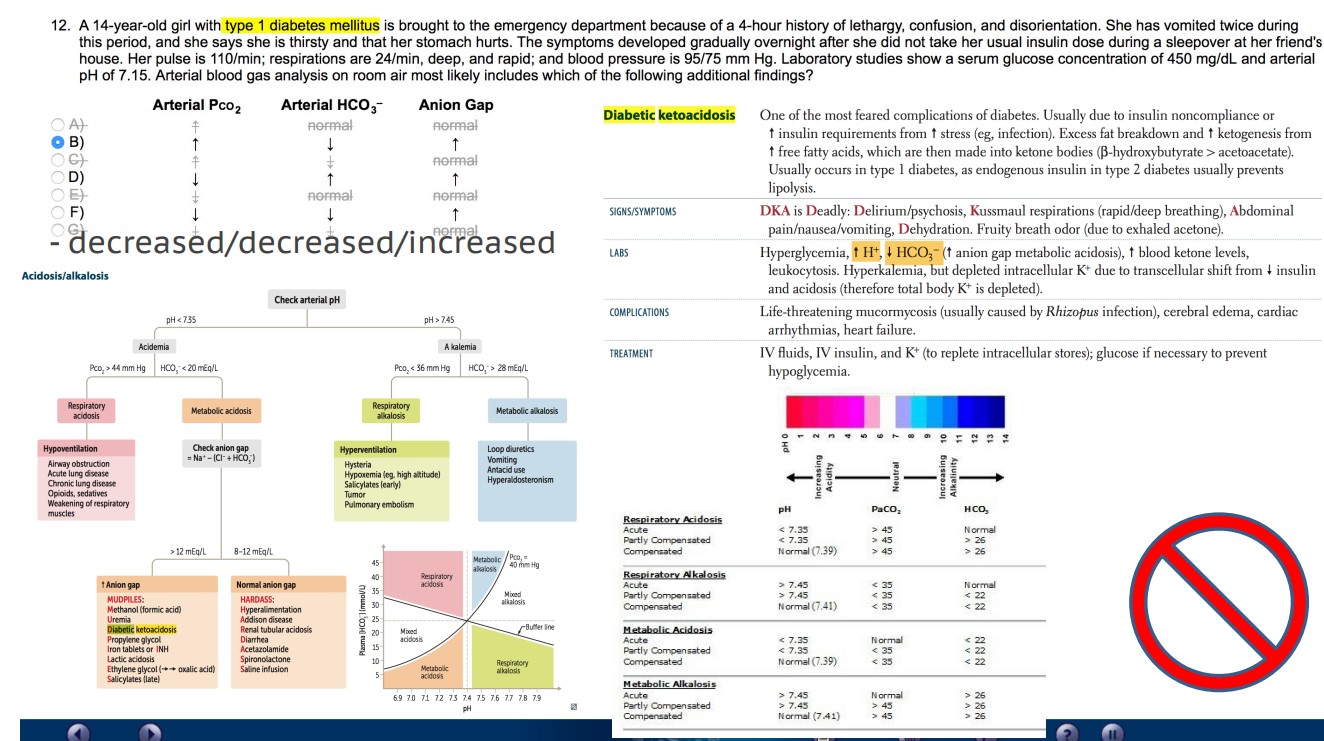 12. A 14-year-old girl with type 1 diabetes mellitus is brought to the emergency department because of a 4-hour history of lethargy, confusion, and disorientation. She has vomited twice during
this period, and she says she is thirsty and that her stomach hurts. The symptoms developed gradually overnight after she did not take her usual insulin dose during a sleepover at her friend's
house. Her pulse is 110/min; respirations are 24/min, deep, and rapid; and blood pressure is 95/75 mm Hg. Laboratory studies show a serum glucose concentration of 450 mg/dL and arterial
pH of 7.15. Arterial blood gas analysis on room air most likely includes which of the following additional findings?
Arterial Pco₂ Arterial HCO₃⁻ Anion Gap
A) ↑ normal normal
B) ↑ ↓ ↑
C) ↑ ↓ normal
D) ↓ ↑ ↑
E) ↓ normal normal
F) ↓ ↓ ↑
G) normal
- decreased/decreased/increased
Diabetic ketoacidosis
One of the most feared complications of diabetes. Usually due to insulin noncompliance or
↑ insulin requirements from ↑ stress (eg, infection). Excess fat breakdown and ↑ ketogenesis from
↑ free fatty acids, which are then made into ketone bodies (β-hydroxybutyrate > acetoacetate).
Usually occurs in type 1 diabetes, as endogenous insulin in type 2 diabetes usually prevents
lipolysis.
SIGNS/SYMPTOMS
DKA is Deadly: Delirium/psychosis, Kussmaul respirations (rapid/deep breathing), Abdominal
pain/nausea/vomiting, Dehydration. Fruity breath odor (due to exhaled acetone).
LABS
Hyperglycemia, ↑ H⁺, ↓ HCO₃⁻ (↑ anion gap metabolic acidosis), ↑ blood ketone levels,
leukocytosis. Hyperkalemia, but depleted intracellular K⁺ due to transcellular shift from ↓ insulin
and acidosis (therefore total body K⁺ is depleted).
COMPLICATIONS
Life-threatening mucormycosis (usually caused by Rhizopus infection), cerebral edema, cardiac
arrhythmias, heart failure.
TREATMENT
IV fluids, IV insulin, and K⁺ (to replete intracellular stores); glucose if necessary to prevent
hypoglycemia.
Acidosis/alkalosis
Check arterial pH
pH < 7.35 pH > 7.45
Acidemia A kalemia
Pco₂ > 44 mm Hg HCO₃⁻ < 20 mEq/L Pco₂ < 36 mm Hg HCO₃⁻ > 28 mEq/L
Respiratory
acidosis
Metabolic acidosis
Respiratory
alkalosis
Metabolic alkalosis
Hypoventilation
Airway obstruction
Acute lung disease
Chronic lung disease
Opioids, sedatives
Weakening of respiratory
muscles
Check anion gap
= Na⁺ – (Cl⁻ + HCO₃⁻)
Hyperventilation
Hysteria
Hypoxemia (eg, high altitude)
Salicylates (early)
Tumor
Pulmonary embolism
Loop diuretics
Vomiting
Antacid use
Hyperaldosteronism
> 12 mEq/L 8–12 mEq/L
↑ Anion gap
MUDPILES:
Methanol (formic acid)
Uremia
Diabetic ketoacidosis
Propylene glycol
Iron tablets or INH
Lactic acidosis
Ethylene glycol (→→ oxalic acid)
Salicylates (late)
Normal anion gap
HARDASS:
Hyperalimentation
Addison disease
Renal tubular acidosis
Diarrhea
Acetazolamide
Spironolactone
Saline infusion
Plasma [HCO₃⁻] (mmol/L)
45
40
35
30
25
20
15
10
5
Respiratory
acidosis
Metabolic
alkalosis
Pco₂ =
40 mm Hg
Mixed
alkalosis
Buffer line
Mixed
acidosis
Metabolic
acidosis
Respiratory
alkalosis
6.9 7.0 7.1 7.2 7.3 7.4 7.5 7.6 7.7 7.8 7.9
pH
pH 0 1 2 3 4 5 6 7 8 9 10 11 12 13 14
Increasing
Acidity
Neutral
Increasing
Alkalinity
pH PaCO₂ HCO₃
Respiratory Acidosis
Acute < 7.35 > 45 Normal
Partly Compensated < 7.35 > 45 > 26
Compensated Normal (7.39) > 45 > 26
Respiratory Alkalosis
Acute > 7.45 < 35 Normal
Partly Compensated > 7.45 < 35 < 22
Compensated Normal (7.41) < 35 < 22
Metabolic Acidosis
Acute < 7.35 Normal < 22
Partly Compensated < 7.35 < 35 < 22
Compensated Normal (7.39) < 35 < 22
Metabolic Alkalosis
Acute > 7.45 Normal > 26
Partly Compensated > 7.45 > 45 > 26
Compensated Normal (7.41) > 45 > 26
?